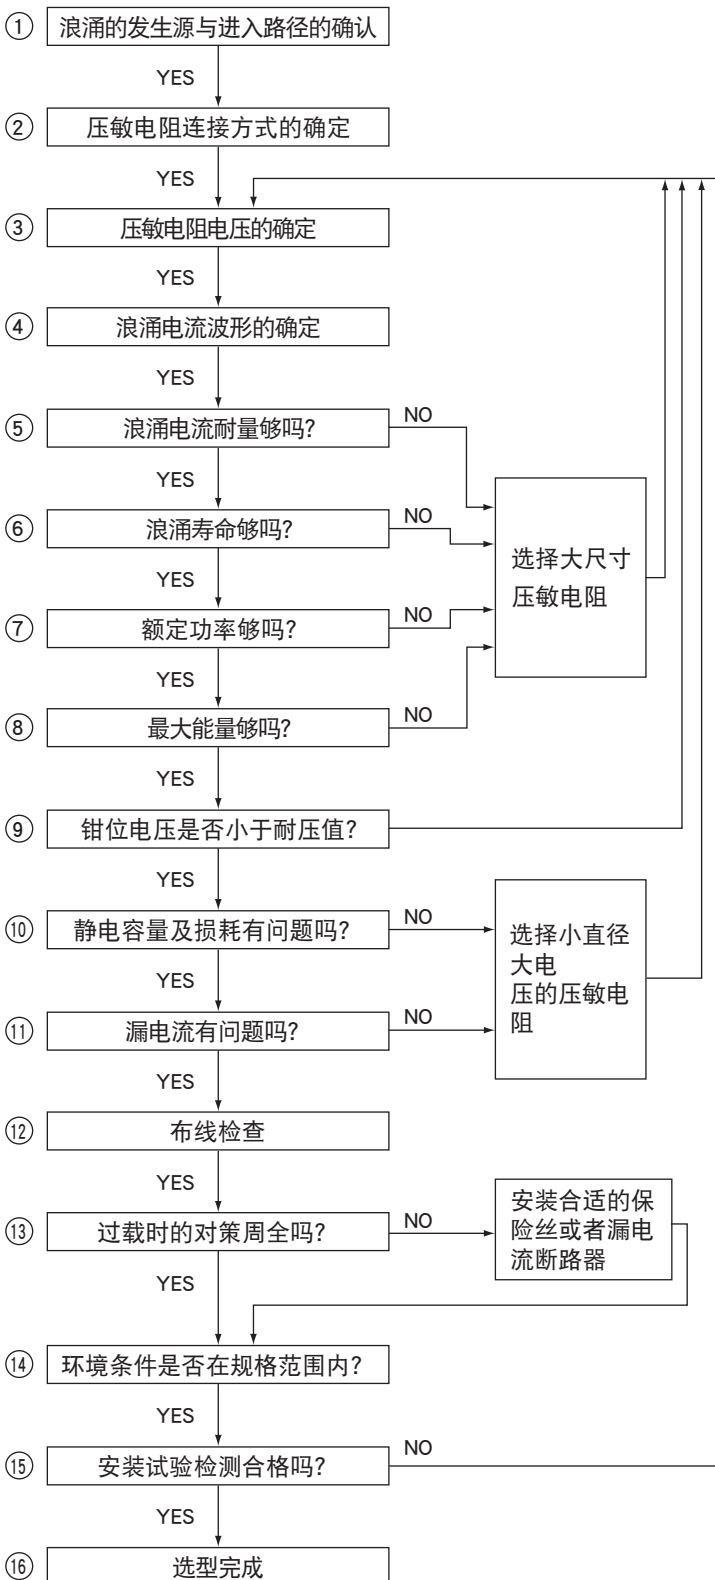 ① 浪涌的发生源与进入路径的确认
YES
② 压敏电阻连接方式的确定
YES
③ 压敏电阻电压的确定
YES
④ 浪涌电流波形的确定
YES
⑤ 浪涌电流耐量够吗?
NO
YES
⑥ 浪涌寿命够吗?
NO
选择大尺寸
压敏电阻
YES
⑦ 额定功率够吗?
NO
YES
⑧ 最大能量够吗?
NO
YES
⑨ 钳位电压是否小于耐压值?
YES
⑩ 静电容量及损耗有问题吗?
NO
选择小直径
大电
压的压敏电
阻
YES
⑪ 漏电流有问题吗?
NO
YES
⑫ 布线检查
YES
⑬ 过载时的对策周全吗?
NO
安装合适的保
险丝或者漏电
流断路器
YES
⑭ 环境条件是否在规格范围内?
YES
⑮ 安装试验检测合格吗?
NO
YES
⑯ 选型完成